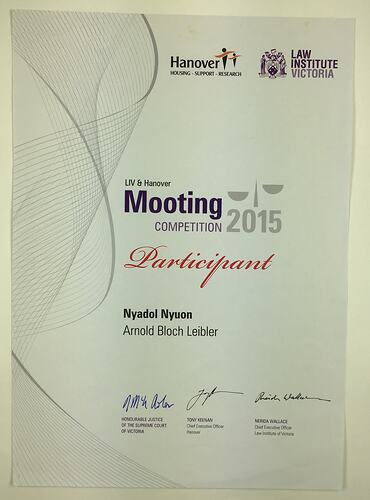 Hanover
HOUSING - SUPPORT - RESEARCH
LAW
INSTITUTE
VICTORIA
LIV & Hanover
Mooting
COMPETITION 2015
Participant
Nyadol Nyuon
Arnold Bloch Leibler
HONOURABLE JUSTICE
OF THE SUPREME COURT
OF VICTORIA
TONY KEENAN
Chief Executive Officer
Hanover
NERIDA WALLACE
Chief Executive Officer
Law Institute of Victoria